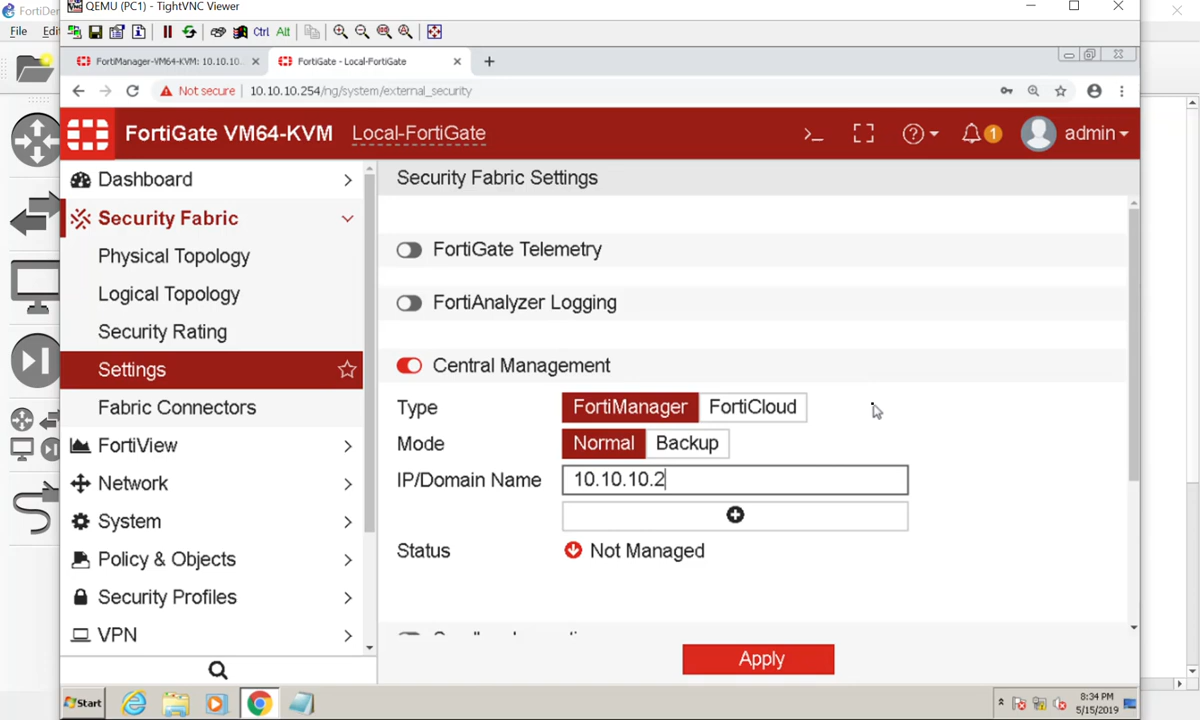 FortiDem
QEMU (PC1) - TightVNC Viewer
File Edi
Ctrl Alt
FortiManager-VM64-KVM: 10.10.10.
FortiGate - Local-FortiGate
Not secure | 10.10.10.254/ng/system/external_security
FortiGate VM64-KVM Local-FortiGate
>_ ? 1 admin
Dashboard
Security Fabric
Physical Topology
Logical Topology
Security Rating
Settings
Fabric Connectors
FortiView
Network
System
Policy & Objects
Security Profiles
VPN
Security Fabric Settings
FortiGate Telemetry
FortiAnalyzer Logging
Central Management
Type FortiManager FortiCloud
Mode Normal Backup
IP/Domain Name 10.10.10.2
Status Not Managed
Apply
Start
8:34 PM
5/15/2019